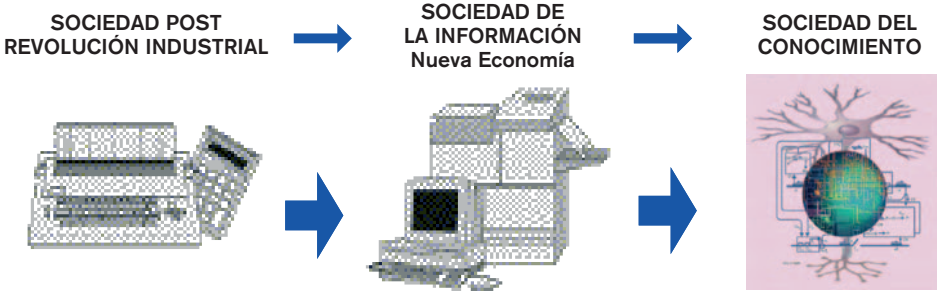 SOCIEDAD POST
REVOLUCIÓN INDUSTRIAL
SOCIEDAD DE
LA INFORMACIÓN
Nueva Economía
SOCIEDAD DEL
CONOCIMIENTO